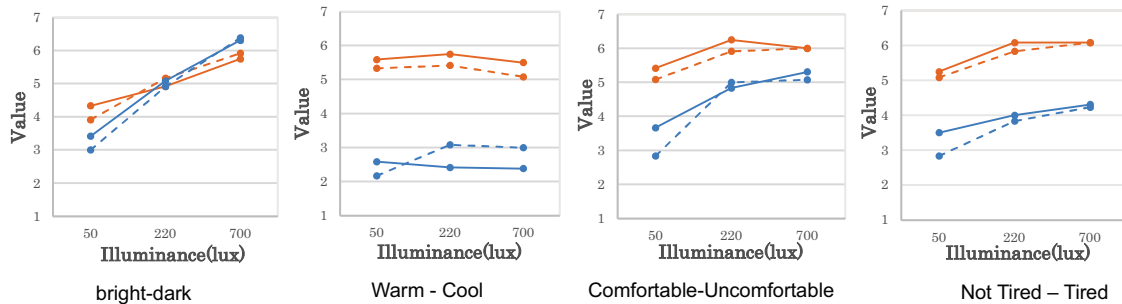 7
6
5
4
3
2
1
Value
50 220 700
Illuminance(lux)
bright-dark
7
6
5
4
3
2
1
Value
50 220 700
Illuminance(lux)
Warm - Cool
7
6
5
4
3
2
1
Value
50 220 700
Illuminance(lux)
Comfortable-Uncomfortable
7
6
5
4
3
2
1
Value
50 220 700
Illuminance(lux)
Not Tired – Tired